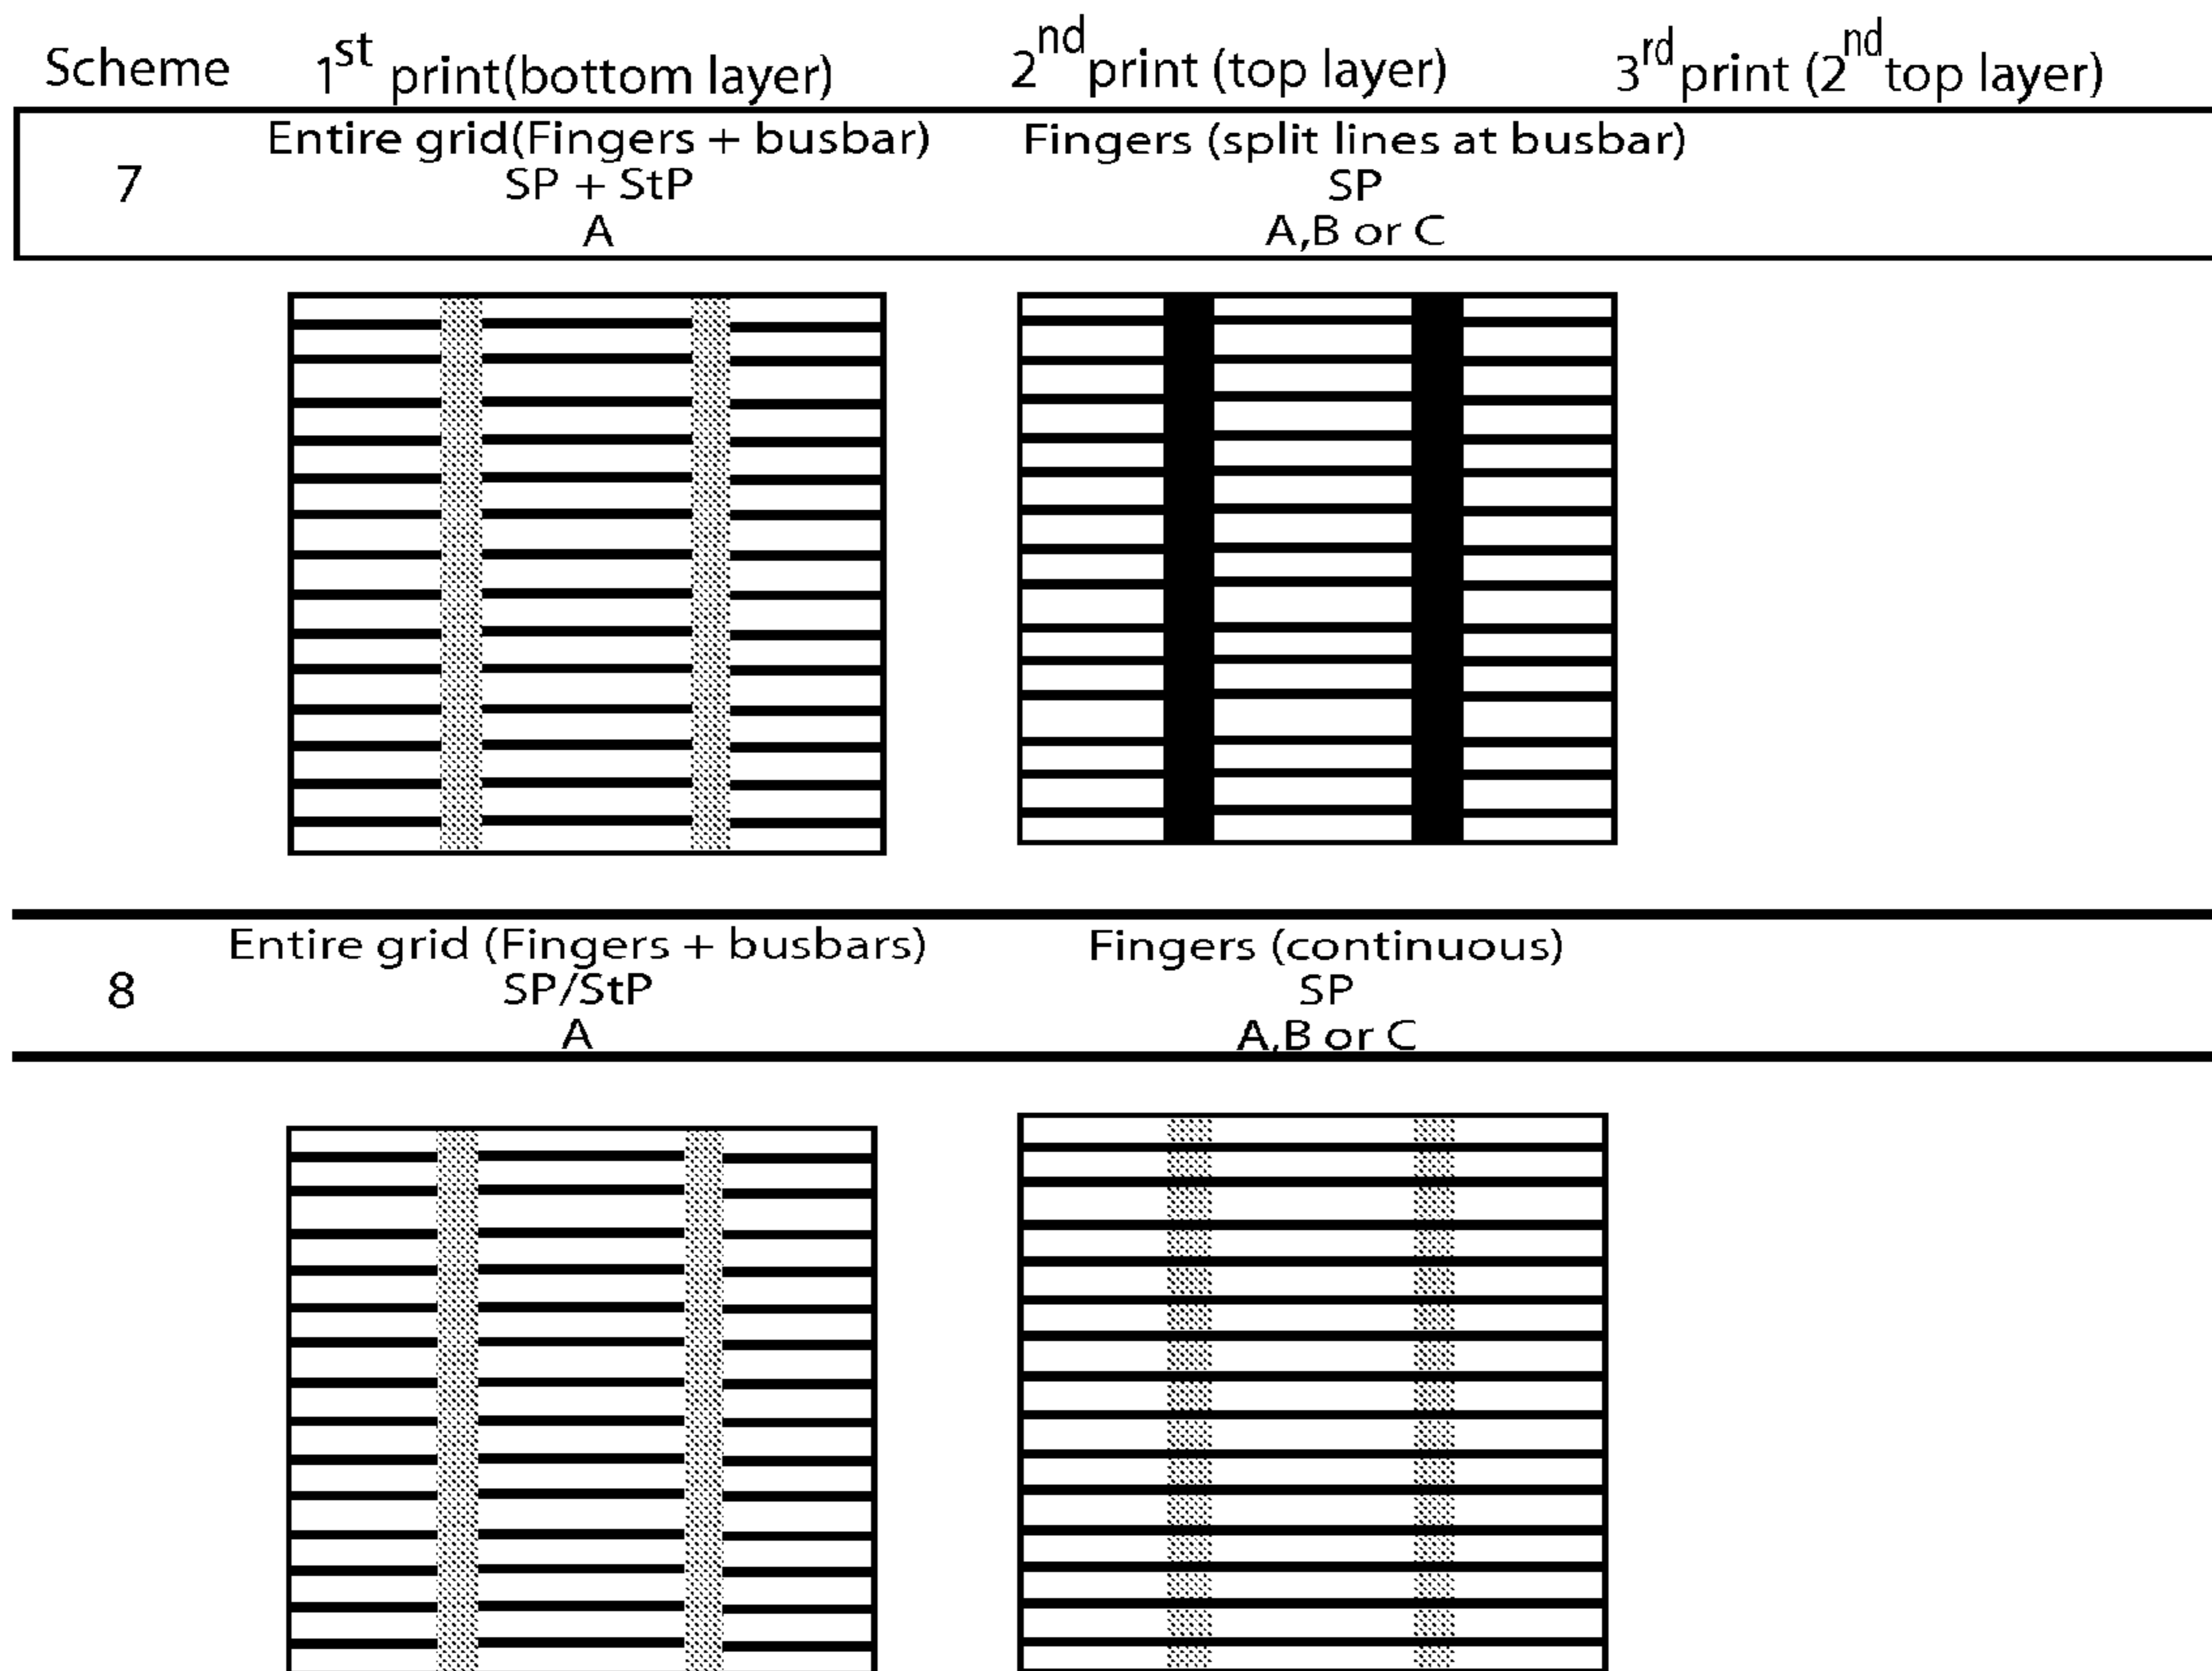 Scheme 1st print(bottom layer) 2nd print (top layer) 3rd print (2nd top layer)
Entire grid(Fingers + busbar) Fingers (split lines at busbar)
7 SP + StP SP
A A,B or C
Entire grid (Fingers + busbars) Fingers (continuous)
8 SP/StP SP
A A,B or C